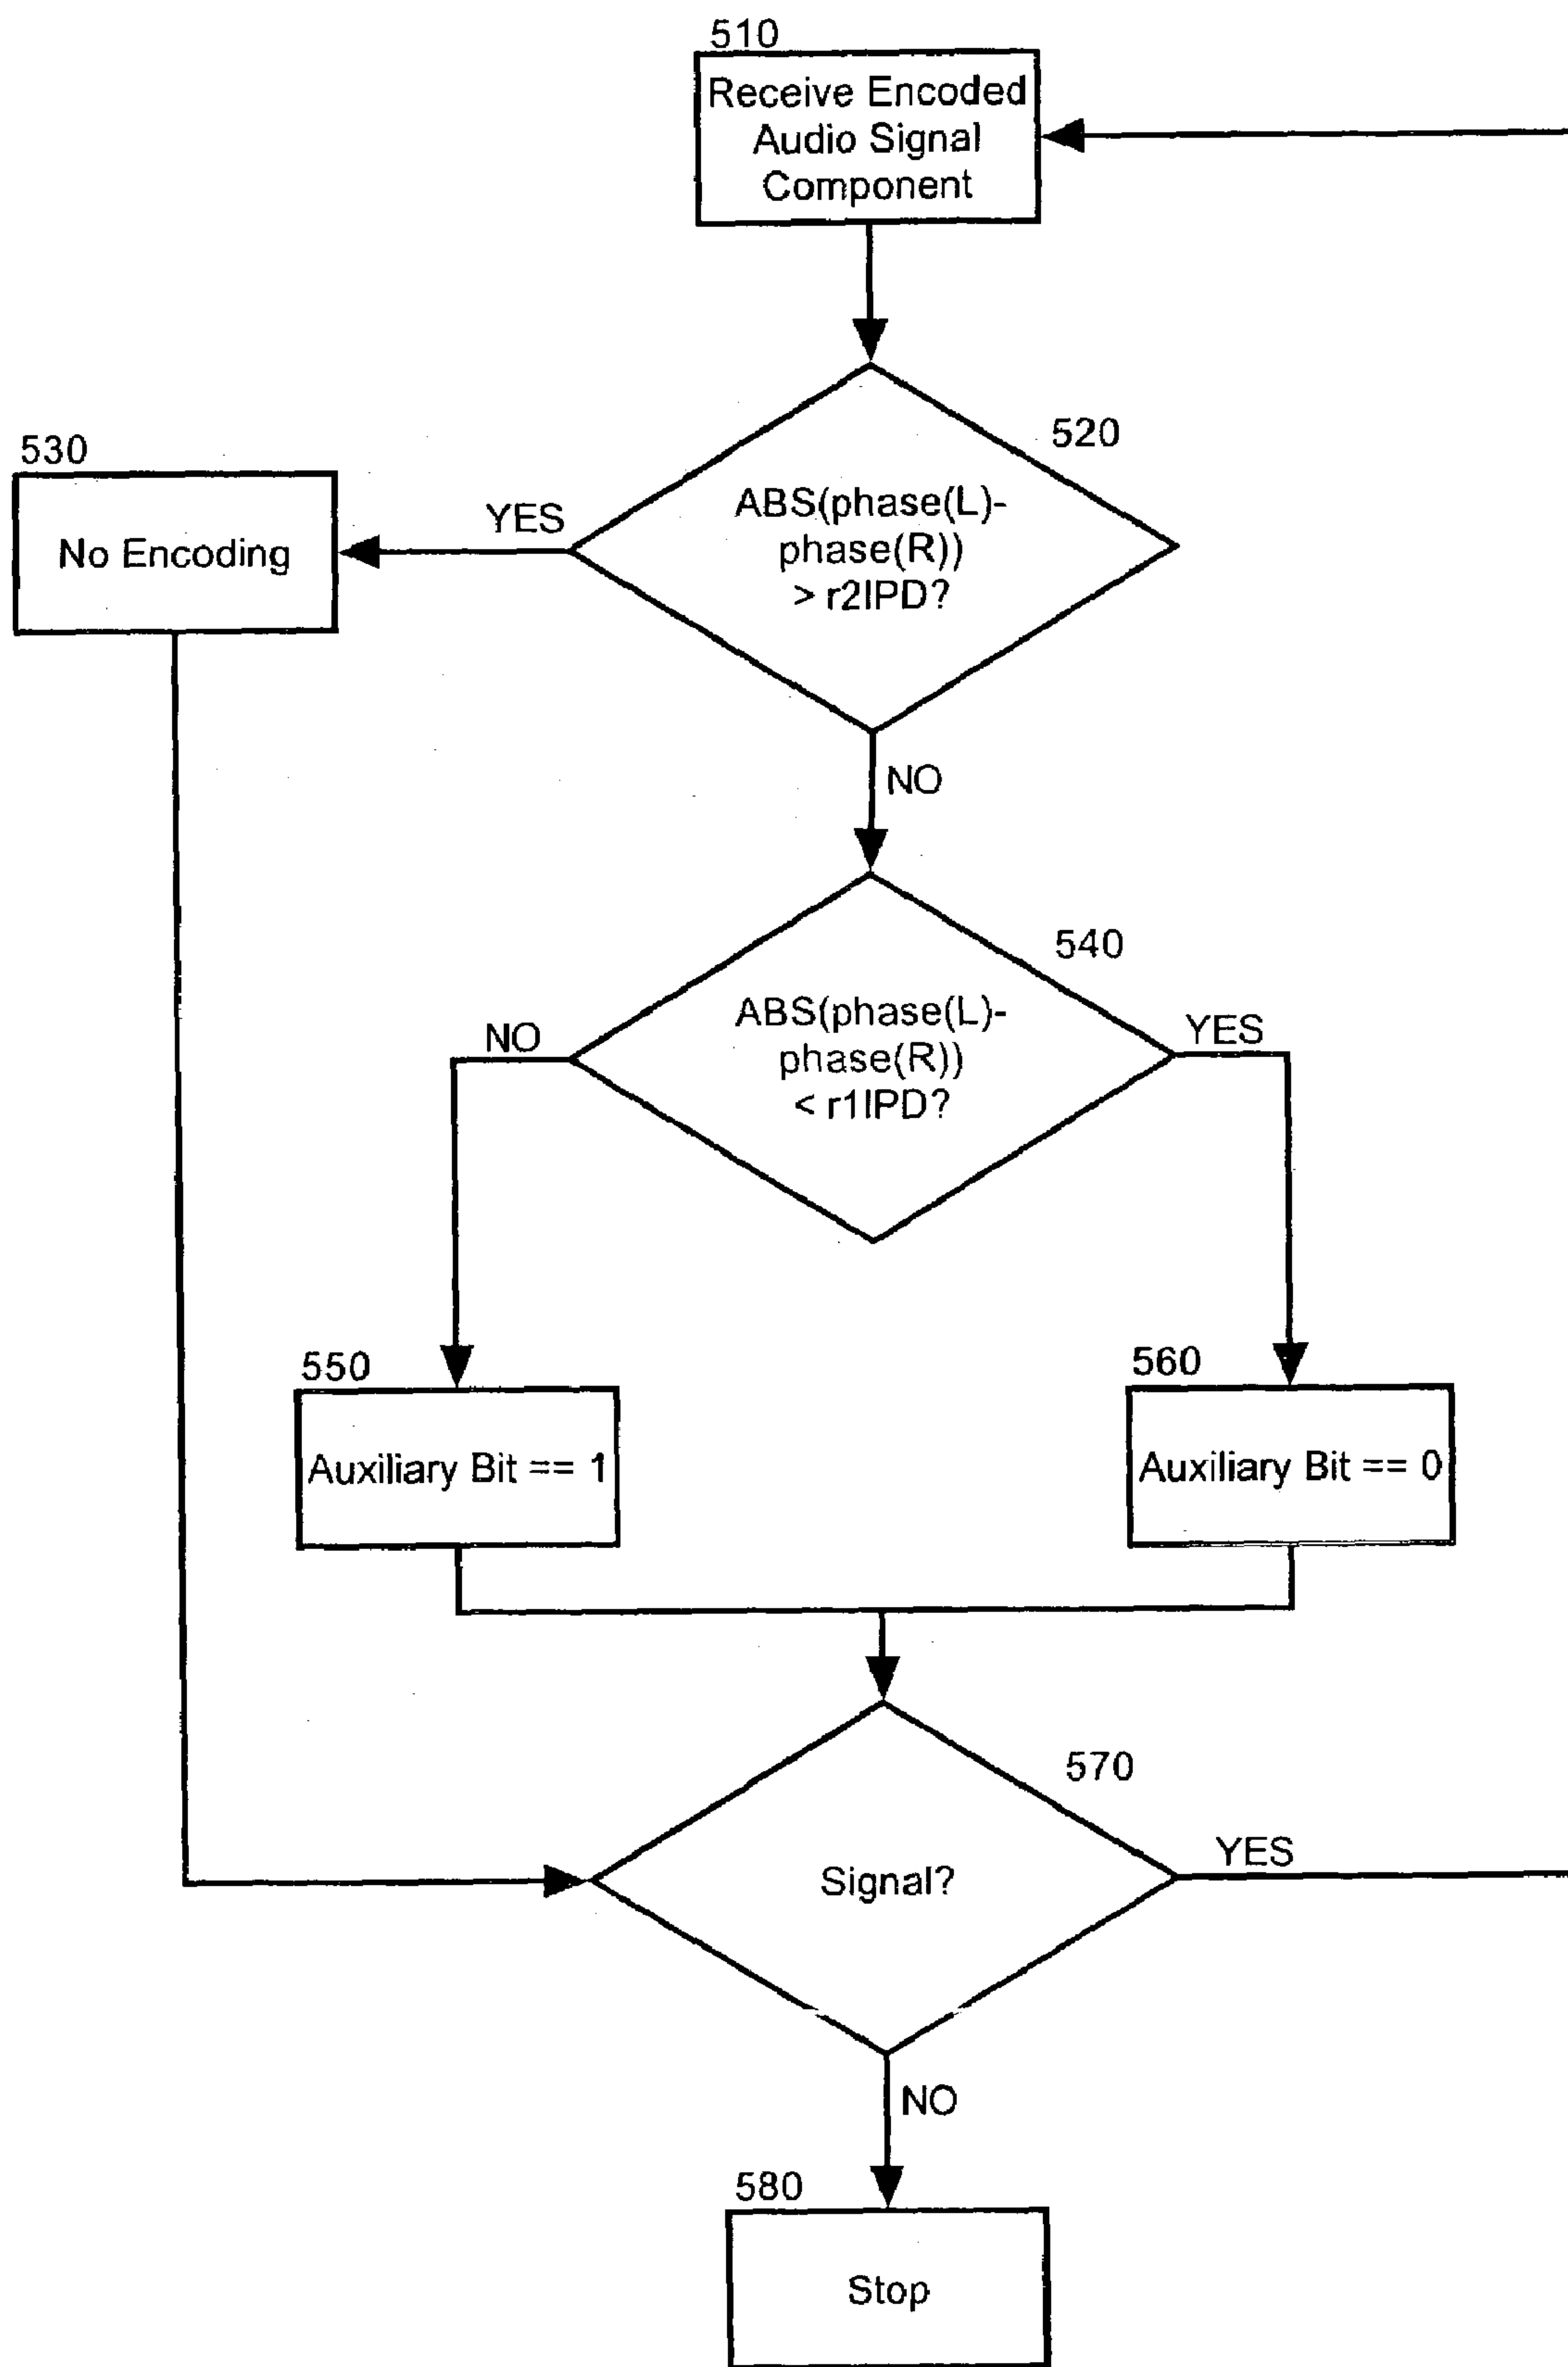 510
Receive Encoded
Audio Signal
Component
520
ABS(phase(L)-
phase(R))
> r2IPD?
YES
530
No Encoding
NO
540
ABS(phase(L)-
phase(R))
< r1IPD?
NO
YES
550
Auxiliary Bit == 1
560
Auxiliary Bit == 0
570
Signal?
YES
NO
580
Stop